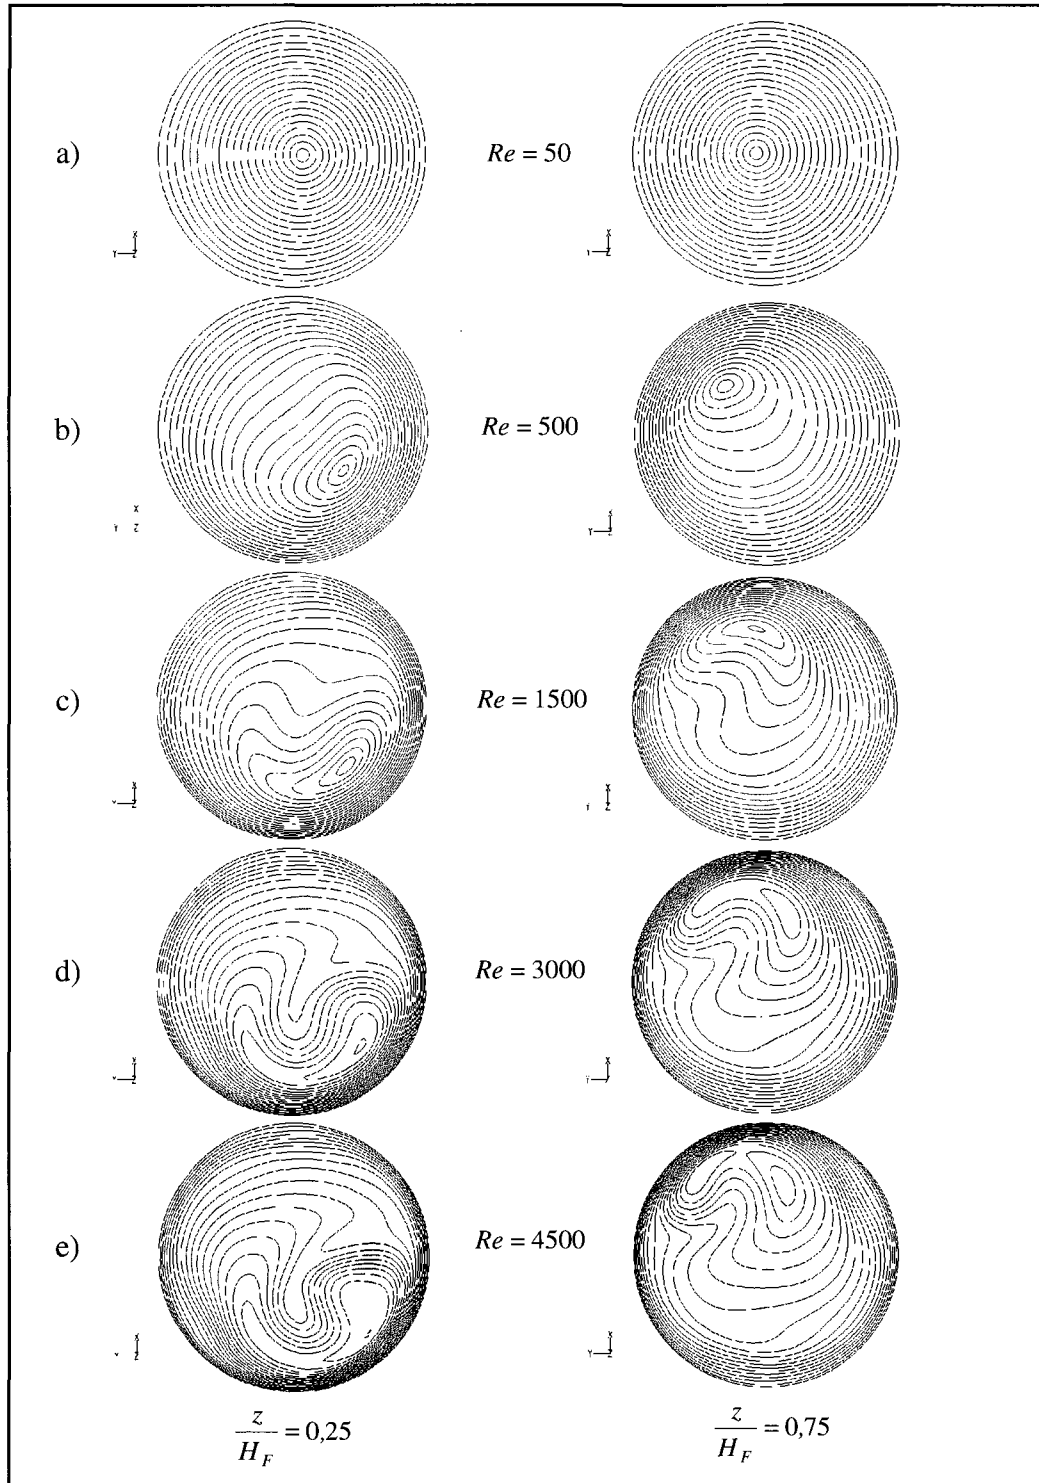 a) Re = 50
b) Re = 500
c) Re = 1500
d) Re = 3000
e) Re = 4500
z/H_F = 0,25
z/H_F = 0,75